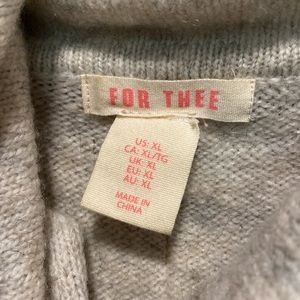 FOR THEE
US: XL
CA: XL/TG
UK: XL
EU: XL
AU: XL
MADE IN
CHINA